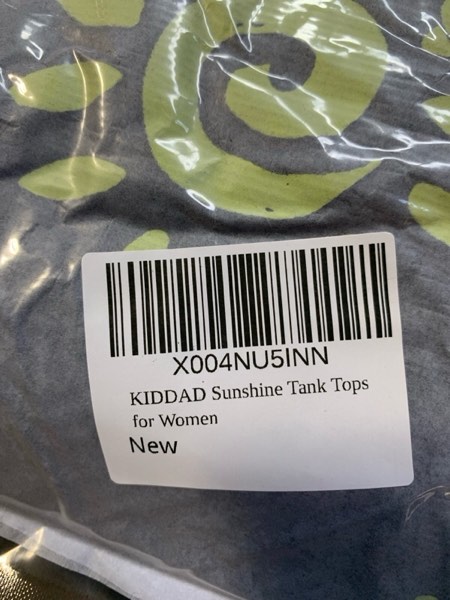 X004NU5INN
KIDDAD Sunshine Tank Tops
for Women
New